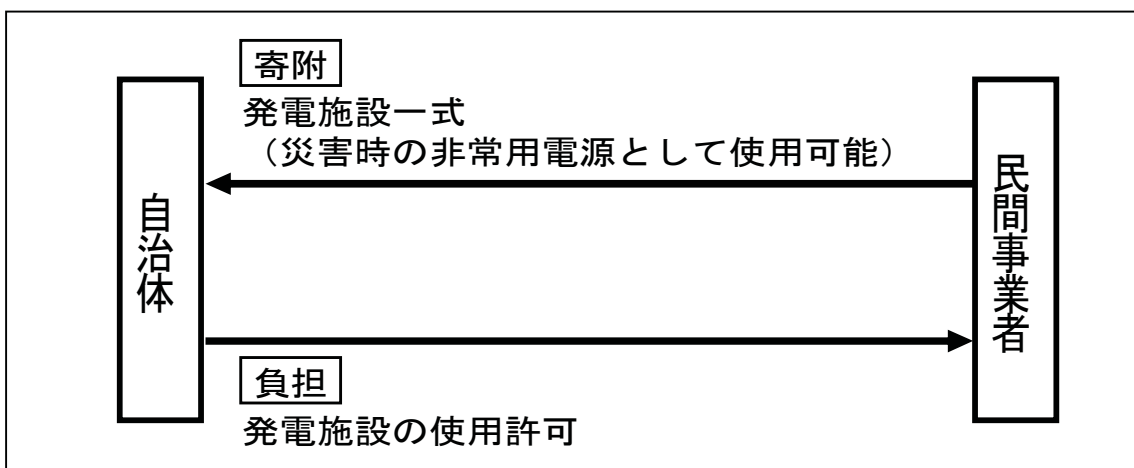 寄附
発電施設一式
（災害時の非常用電源として使用可能）
自治体
民間事業者
負担
発電施設の使用許可